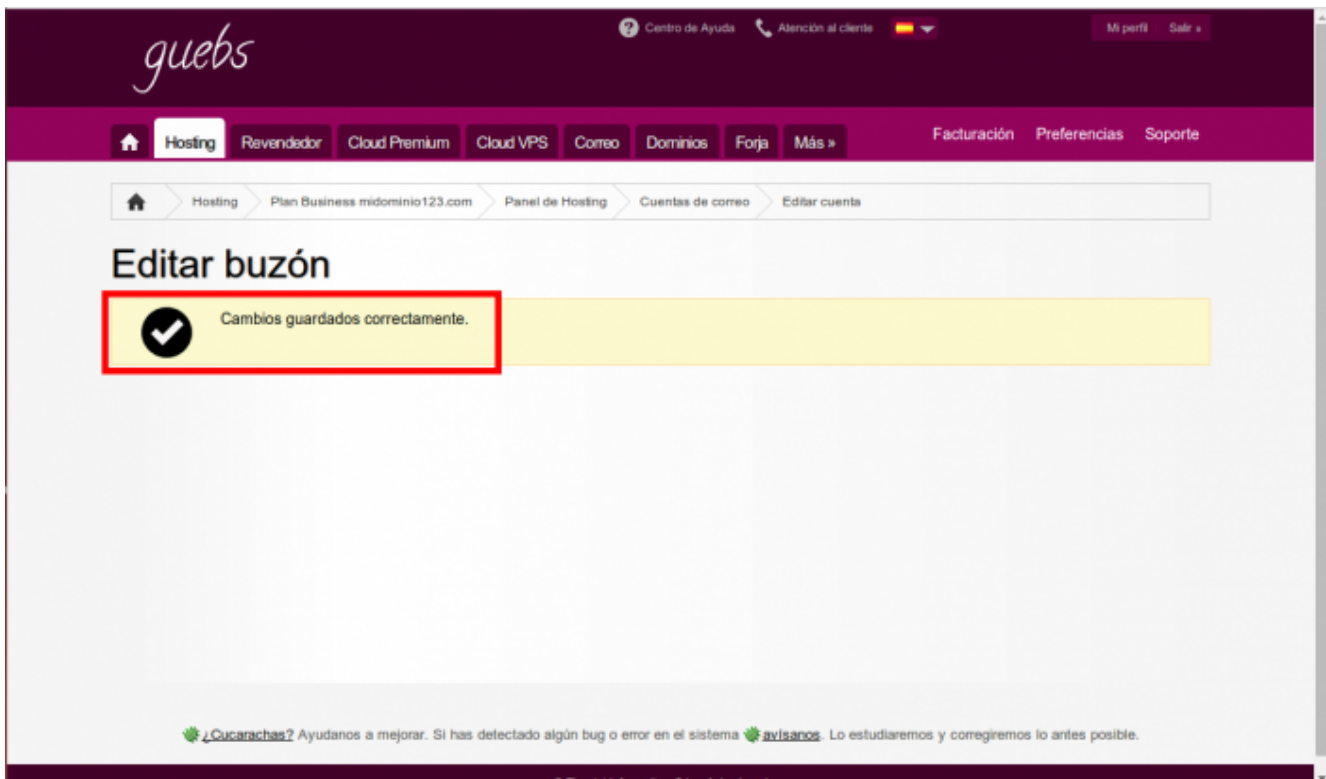 guebs
Centro de Ayuda Atención al cliente Mi perfil Salir »
Hosting Revendedor Cloud Premium Cloud VPS Correo Dominios Forja Más » Facturación Preferencias Soporte
Hosting Plan Business midominio123.com Panel de Hosting Cuentas de correo Editar cuenta
Editar buzón
Cambios guardados correctamente.
¿Cucarachas? Ayudanos a mejorar. Si has detectado algún bug o error en el sistema avísanos. Lo estudiaremos y corregiremos lo antes posible.